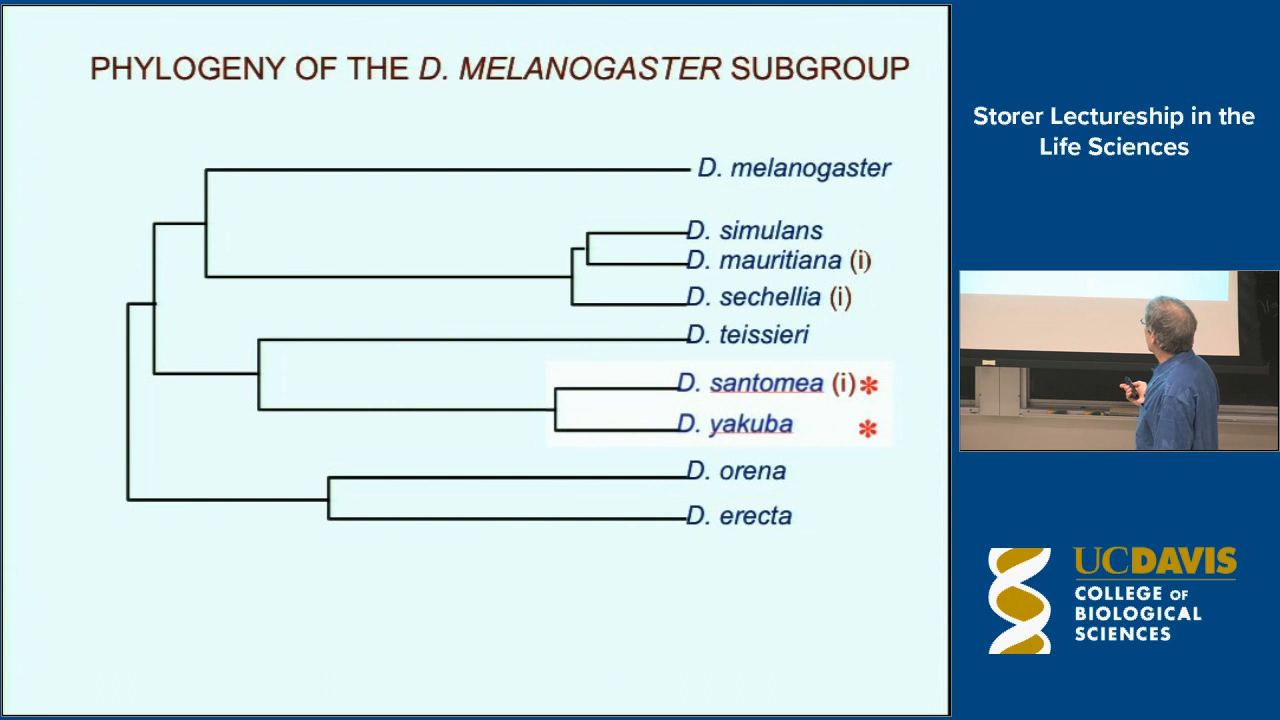 PHYLOGENY OF THE D. MELANOGASTER SUBGROUP
D. melanogaster
D. simulans
D. mauritiana (i)
D. sechellia (i)
D. teissieri
D. santomea (i)*
D. yakuba *
D. orena
D. erecta
Storer Lectureship in the
Life Sciences
UCDAVIS
COLLEGE OF
BIOLOGICAL
SCIENCES